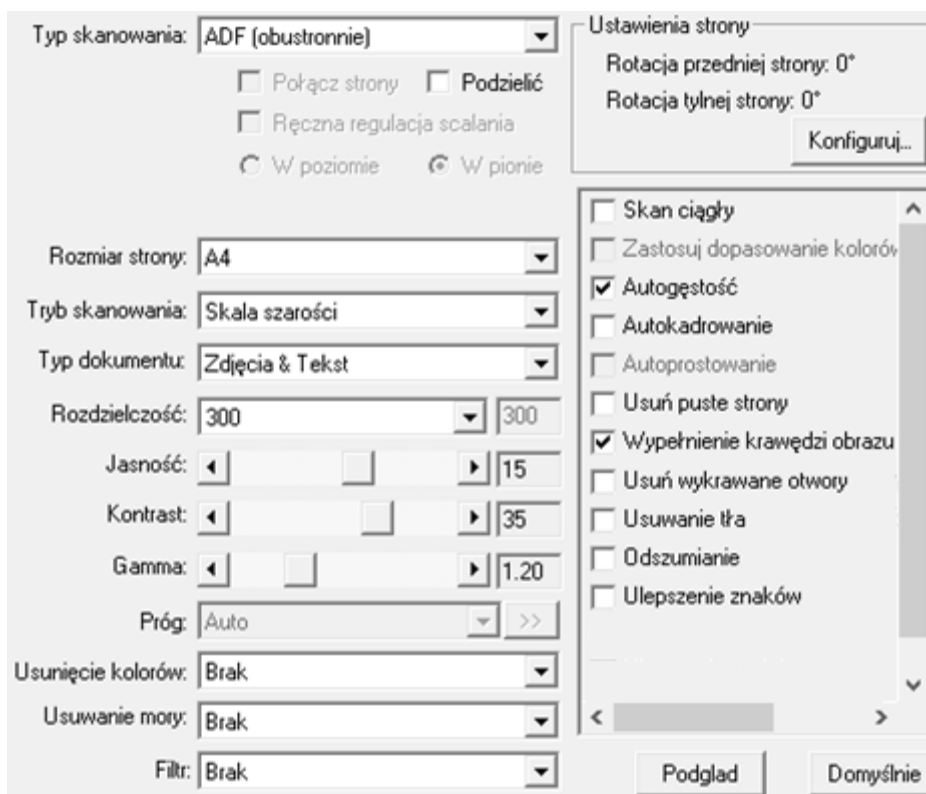 Typ skanowania: ADF (obustronnie)
Połącz strony Podzielić
Ręczna regulacja scalania
W poziomie W pionie
Rozmiar strony: A4
Tryb skanowania: Skala szarości
Typ dokumentu: Zdjęcia & Tekst
Rozdzielczość: 300 300
Jasność: 15
Kontrast: 35
Gamma: 1.20
Próg: Auto >>
Usunięcie kolorów: Brak
Usuwanie mory: Brak
Filtr: Brak
Ustawienia strony
Rotacja przedniej strony: 0°
Rotacja tylnej strony: 0°
Konfiguruj...
Skan ciągły
Zastosuj dopasowanie kolorów
Autogęstość
Autokadrowanie
Autoprostowanie
Usuń puste strony
Wypełnienie krawędzi obrazu
Usuń wykrawane otwory
Usuwanie tła
Odszumianie
Ulepszenie znaków
Podglad Domyślnie